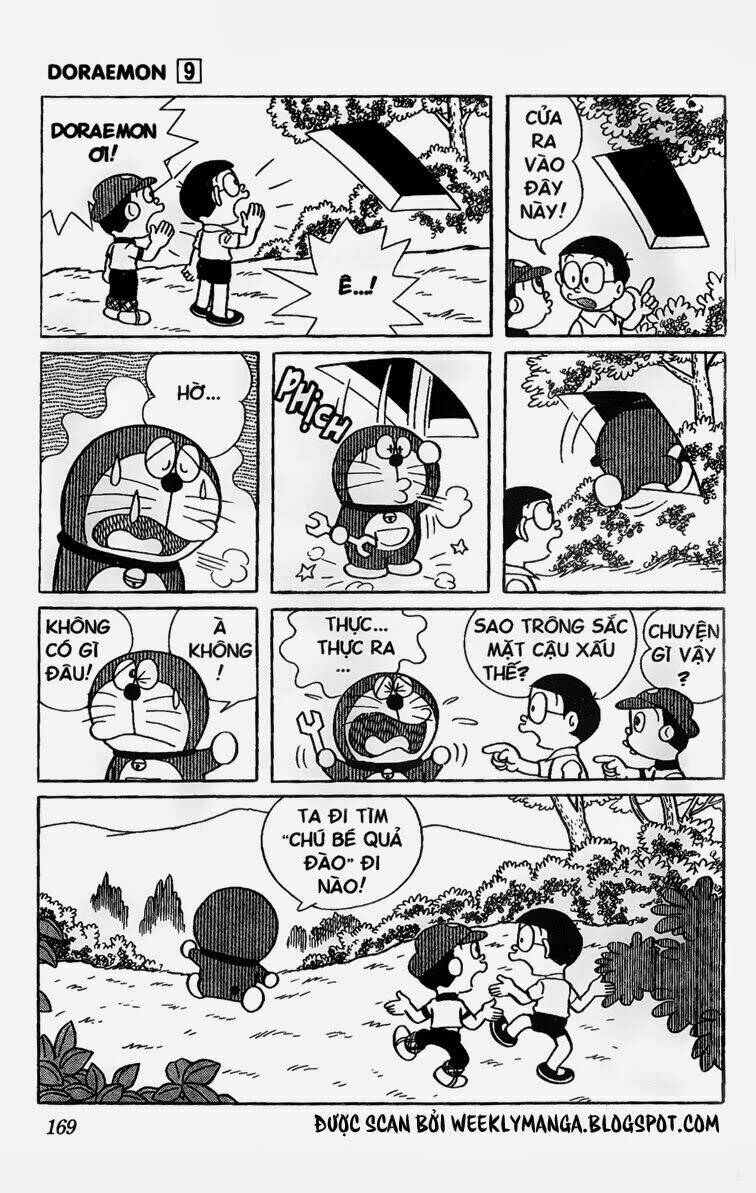 DORAEMON 9
DORAEMON
ƠI!
Ê...!
CỬA
RA
VÀO
ĐÂY
NÀY!
HỜ...
PHỊCH
KHÔNG
CÓ GÌ
ĐÂU!
À
KHÔNG
!
THỰC...
THỰC RA
...
SAO TRÔNG SẮC
MẶT CẬU XẤU
THẾ?
CHUYỆN
GÌ VẬY
?
TA ĐI TÌM
“CHÚ BÉ QUẢ
ĐÀO” ĐI
NÀO!
169
ĐƯỢC SCAN BỞI WEEKLYMANGA.BLOGSPOT.COM